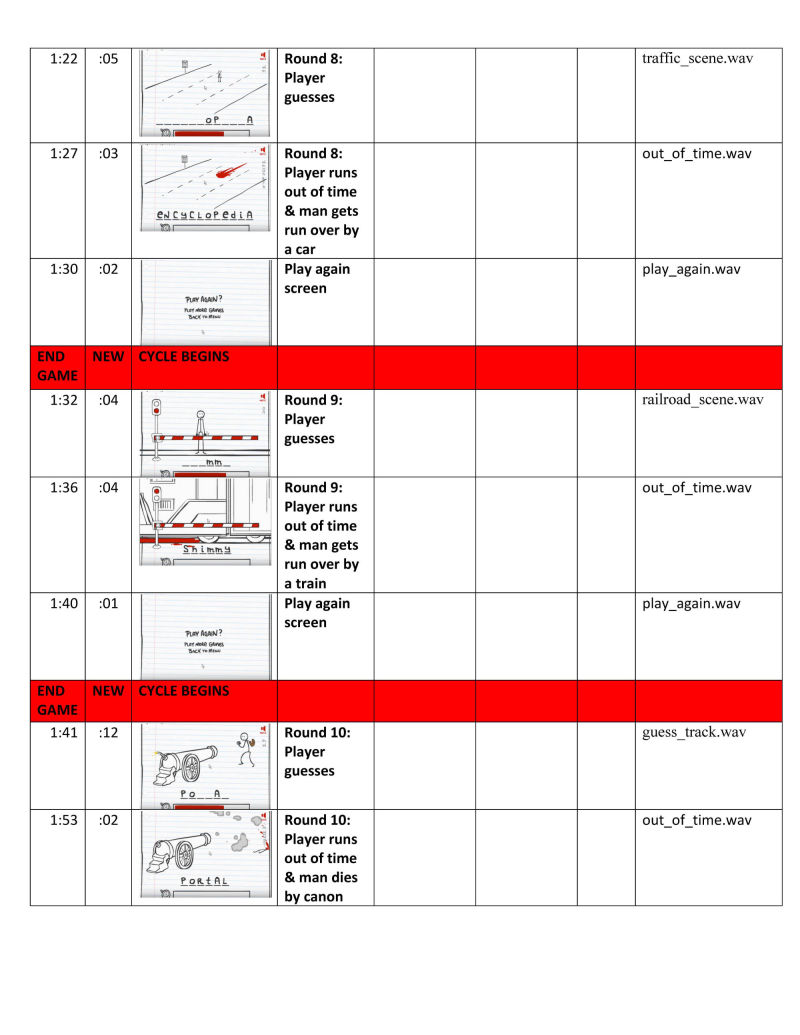 1:22 :05 Round 8: traffic_scene.wav
Player
guesses
OP A
1:27 :03 Round 8: out_of_time.wav
Player runs
out of time
& man gets
run over by
a car
eNCYCLOPediA
1:30 :02 Play again play_again.wav
screen
PLAY AGAIN?
PLAY MORE GAMES
BACK TO MENU
END NEW CYCLE BEGINS
GAME
1:32 :04 Round 9: railroad_scene.wav
Player
guesses
mm
1:36 :04 Round 9: out_of_time.wav
Player runs
out of time
& man gets
run over by
a train
Shimmy
1:40 :01 Play again play_again.wav
screen
PLAY AGAIN?
PLAY MORE GAMES
BACK TO MENU
END NEW CYCLE BEGINS
GAME
1:41 :12 Round 10: guess_track.wav
Player
guesses
Po A
1:53 :02 Round 10: out_of_time.wav
Player runs
out of time
& man dies
by canon
PoRtAL